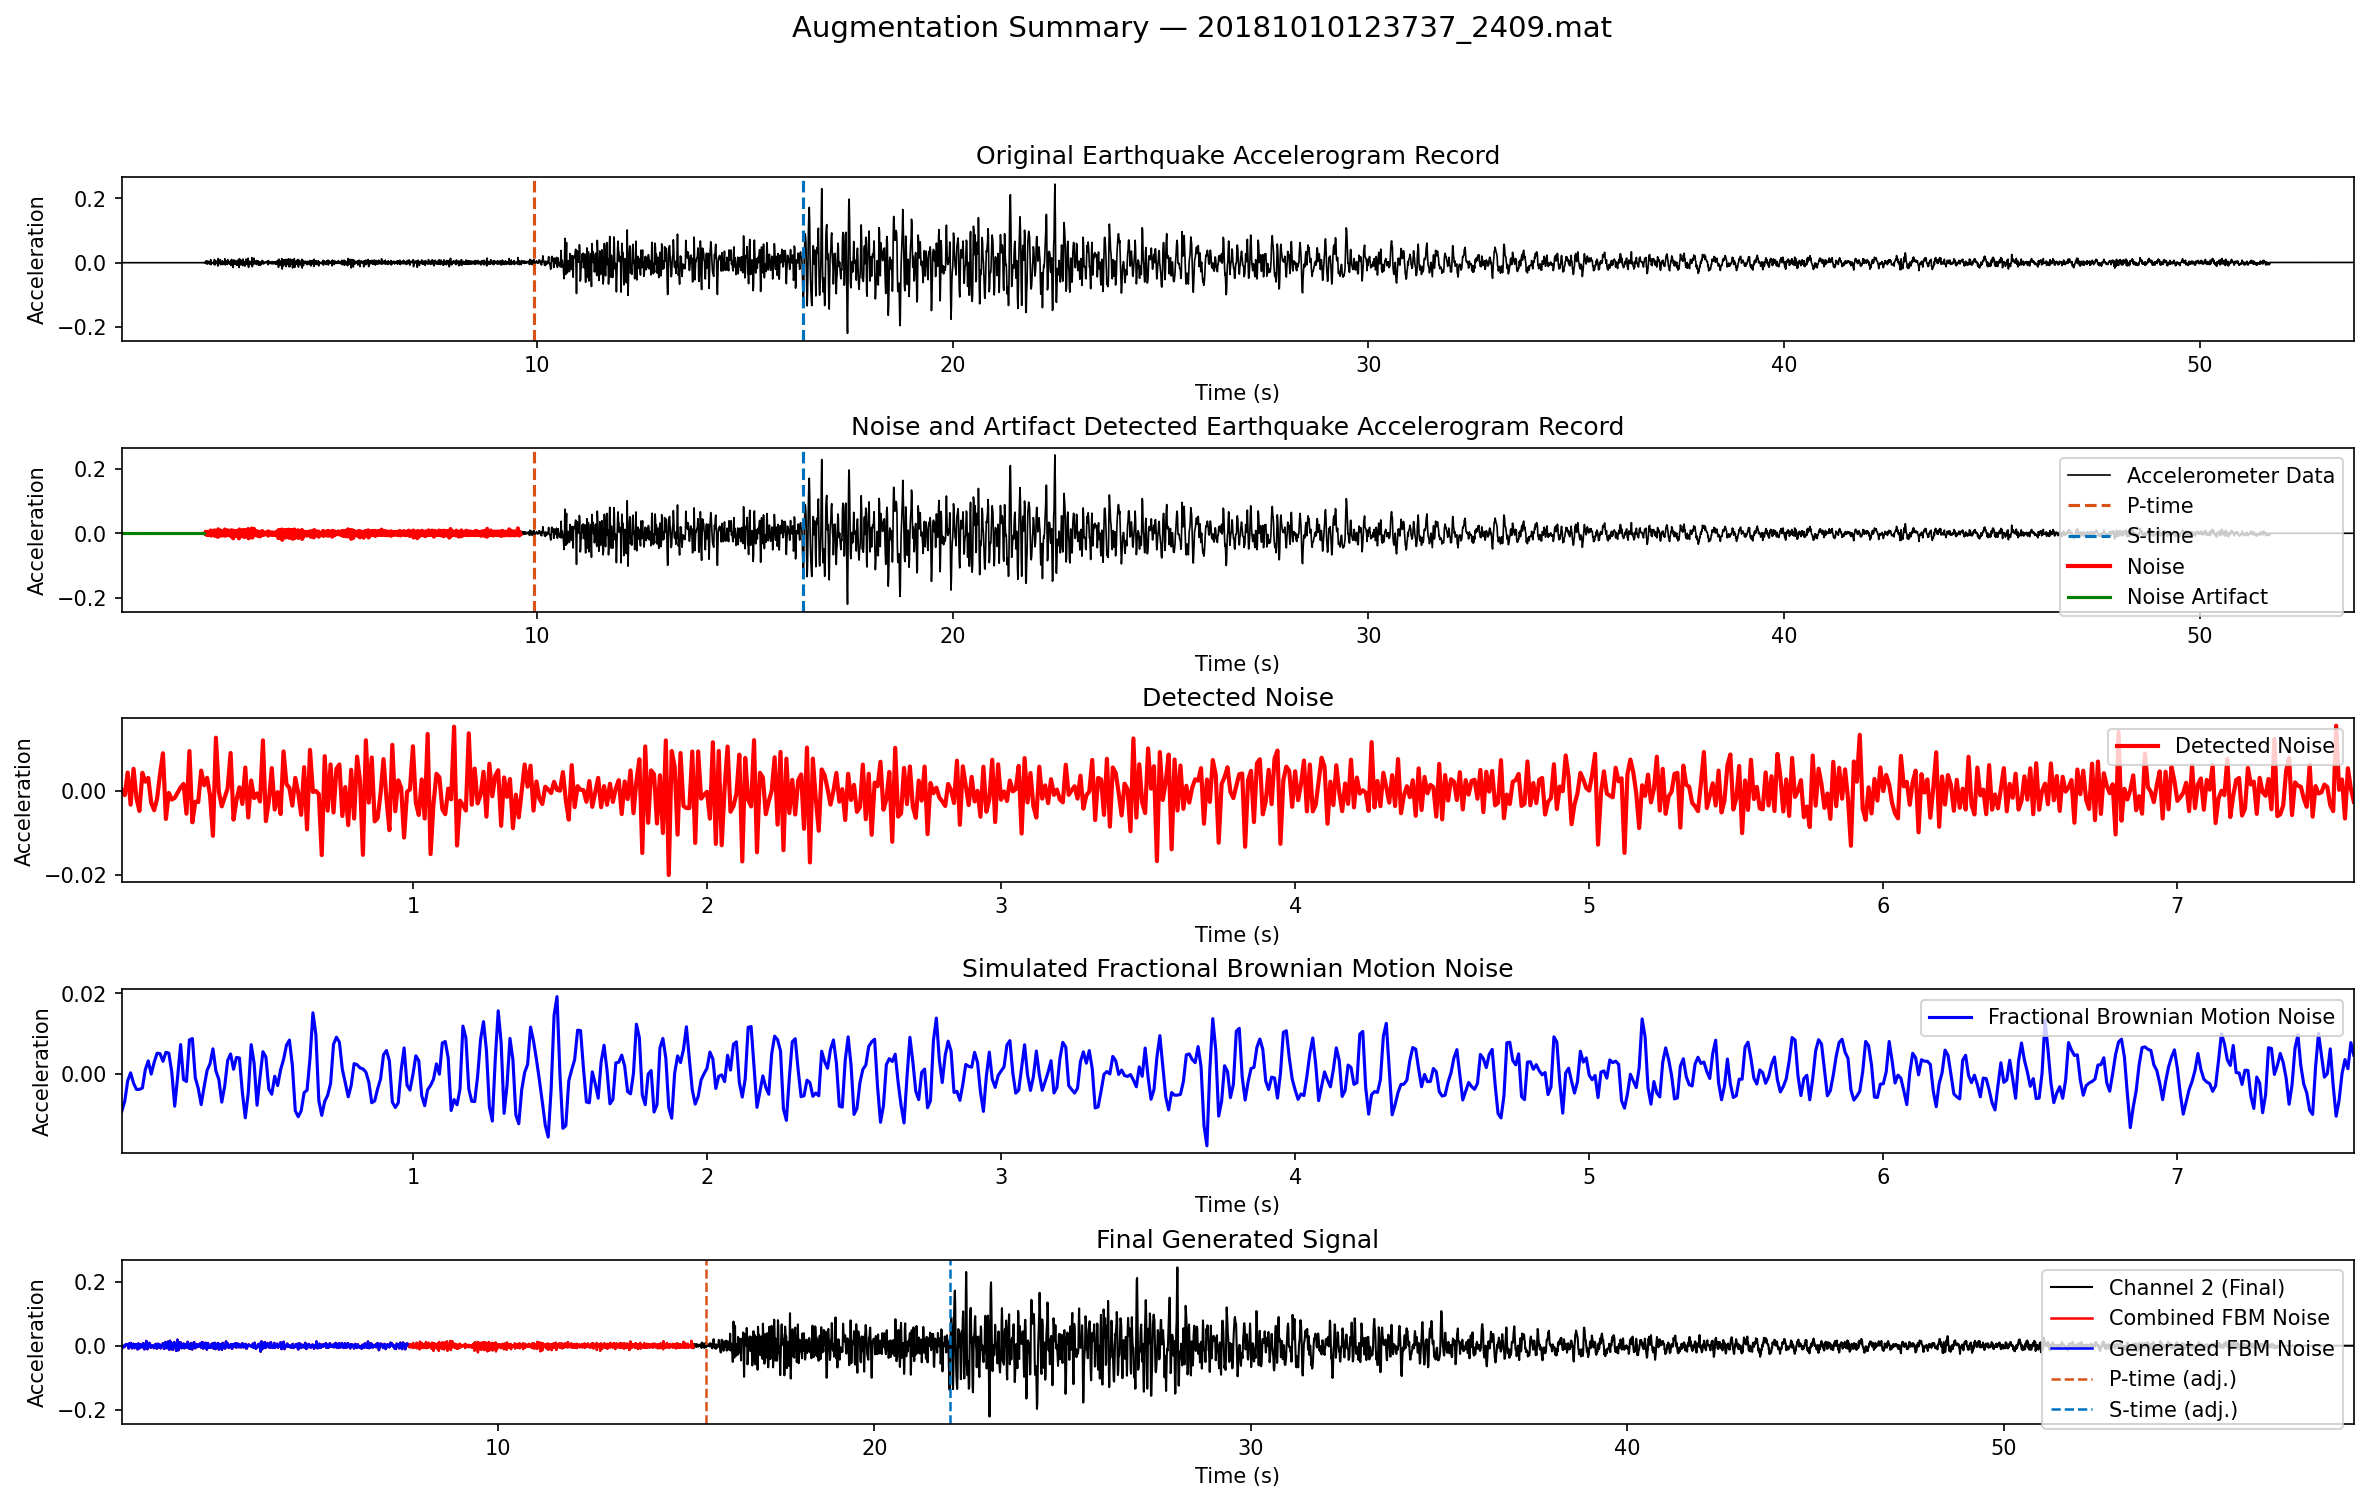 Augmentation Summary — 20181010123737_2409.mat
Original Earthquake Accelerogram Record
Acceleration
0.2
0.0
−0.2
10 20 30 40 50
Time (s)
Noise and Artifact Detected Earthquake Accelerogram Record
Acceleration
0.2
0.0
−0.2
Accelerometer Data
P-time
S-time
Noise
Noise Artifact
10 20 30 40 50
Time (s)
Detected Noise
Acceleration
0.00
−0.02
Detected Noise
1 2 3 4 5 6 7
Time (s)
Simulated Fractional Brownian Motion Noise
Acceleration
0.02
0.00
Fractional Brownian Motion Noise
1 2 3 4 5 6 7
Time (s)
Final Generated Signal
Acceleration
0.2
0.0
−0.2
Channel 2 (Final)
Combined FBM Noise
Generated FBM Noise
P-time (adj.)
S-time (adj.)
10 20 30 40 50
Time (s)